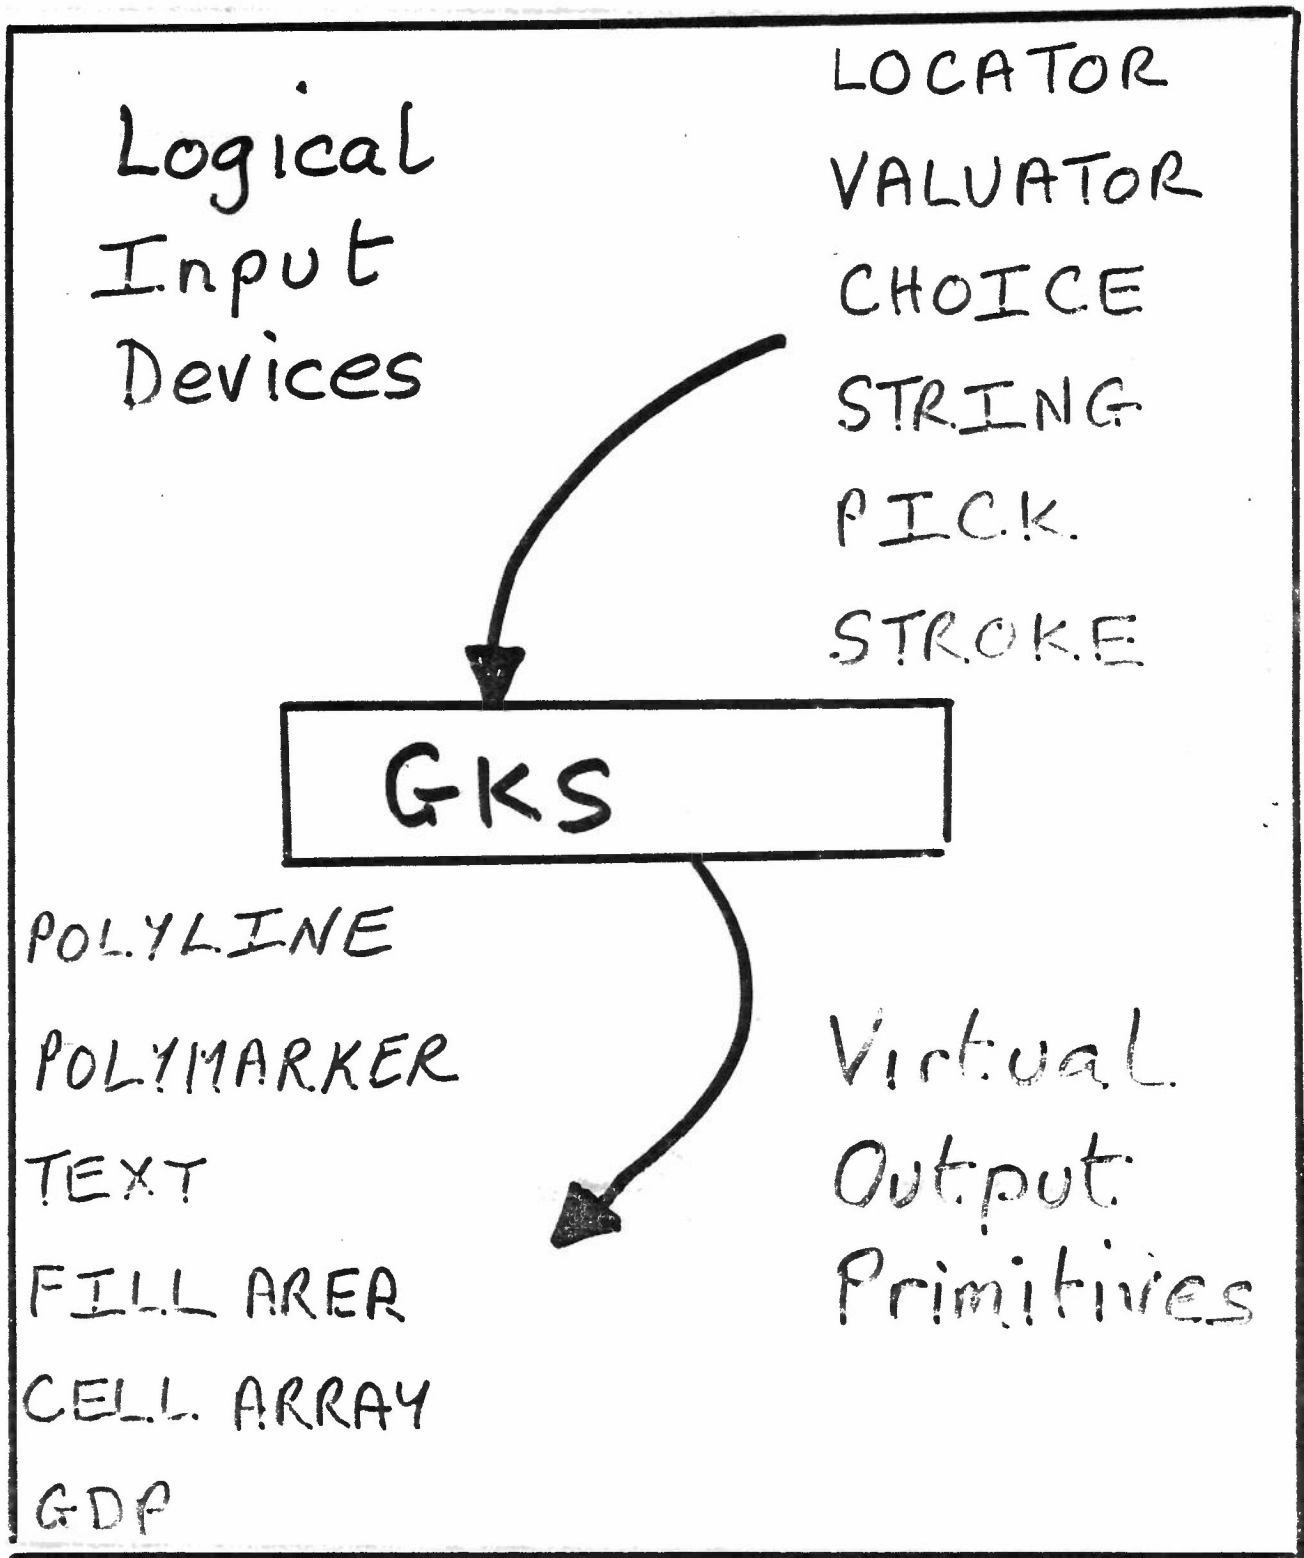 Logical
Input
Devices
LOCATOR
VALUATOR
CHOICE
STRING
PICK
STROKE
GKS
POLYLINE
POLYMARKER
TEXT
FILL AREA
CELL ARRAY
GDP
Virtual
Output
Primitives